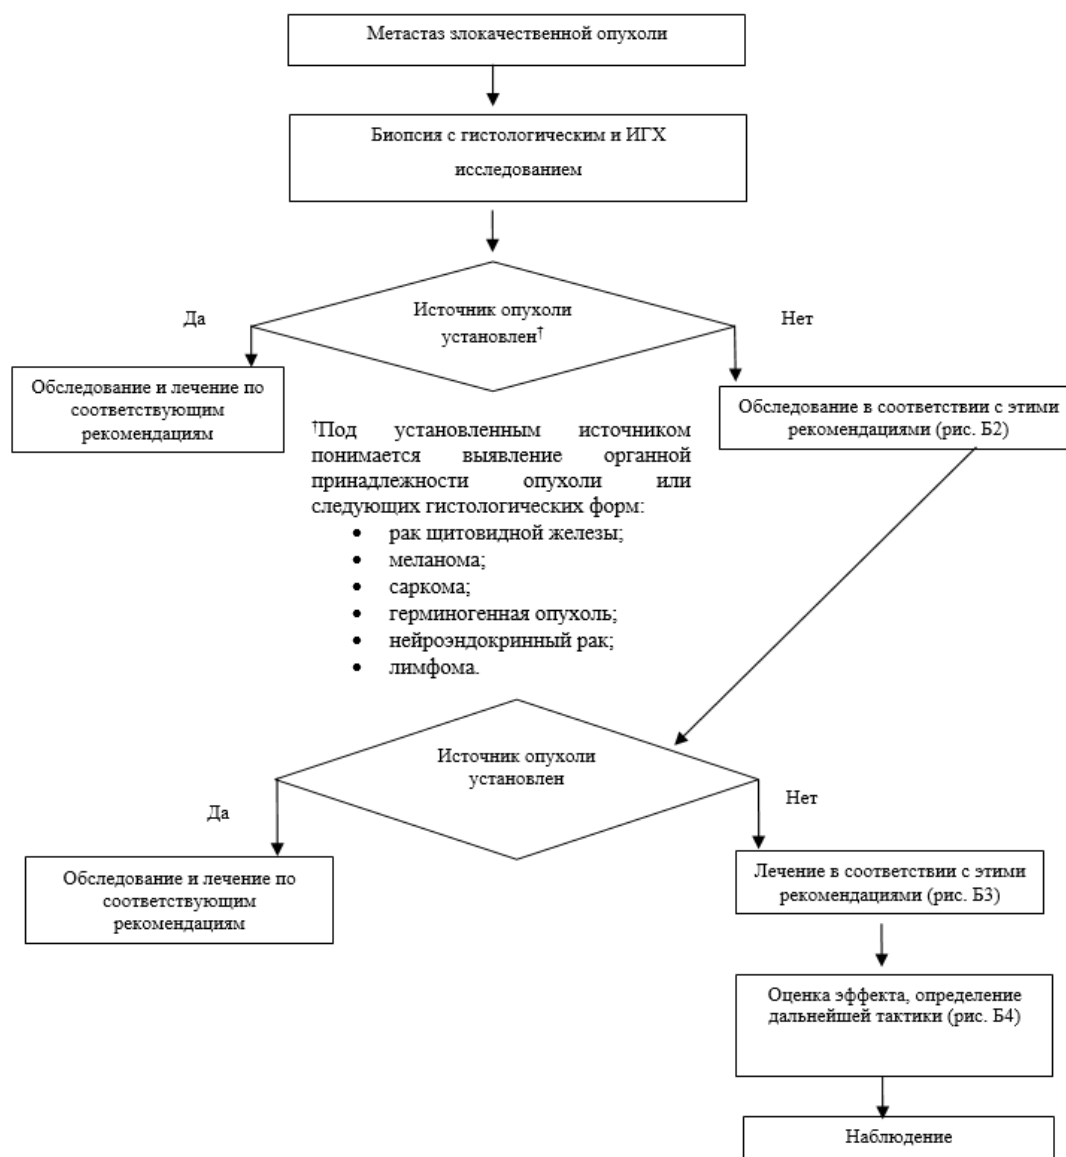 Метастаз злокачественной опухоли
Биопсия с гистологическим и ИГХ
исследованием
Источник опухоли
установлен†
Да
Нет
Обследование и лечение по
соответствующим
рекомендациям
Обследование в соответствии с этими
рекомендациями (рис. Б2)
†Под установленным источником
понимается выявление органной
принадлежности опухоли или
следующих гистологических форм:
• рак щитовидной железы;
• меланома;
• саркома;
• герминогенная опухоль;
• нейроэндокринный рак;
• лимфома.
Источник опухоли
установлен
Да
Нет
Обследование и лечение по
соответствующим
рекомендациям
Лечение в соответствии с этими
рекомендациями (рис. Б3)
Оценка эффекта, определение
дальнейшей тактики (рис. Б4)
Наблюдение